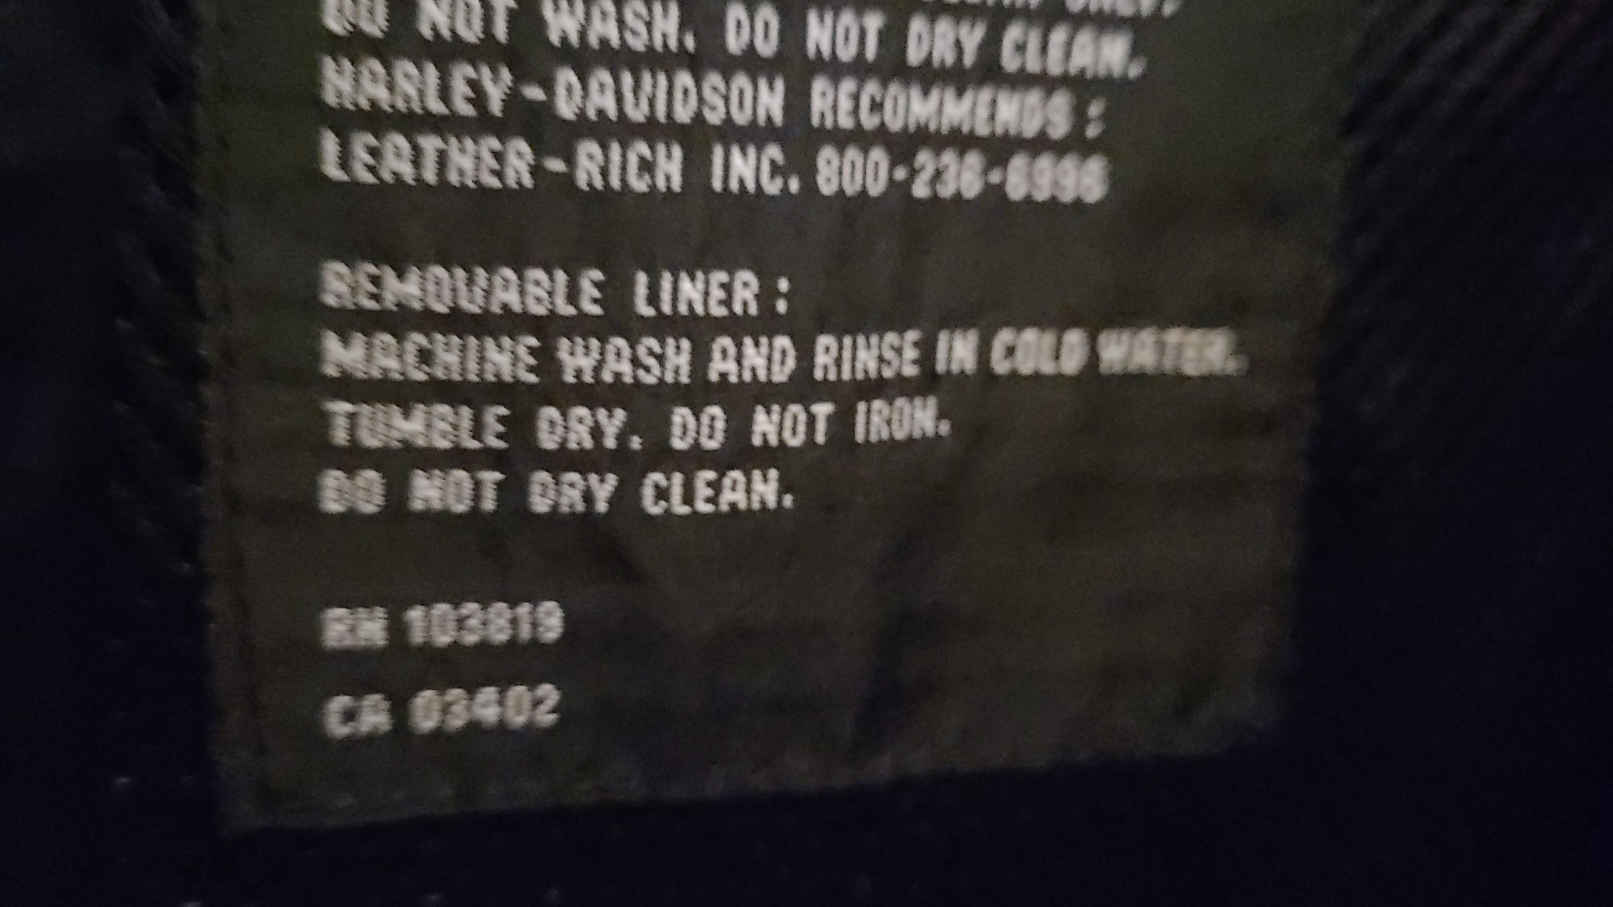 CLEAN ONLY.
DO NOT WASH. DO NOT DRY CLEAN.
HARLEY-DAVIDSON RECOMMENDS:
LEATHER-RICH INC. 800-236-6996
REMOVABLE LINER:
MACHINE WASH AND RINSE IN COLD WATER.
TUMBLE DRY. DO NOT IRON.
DO NOT DRY CLEAN.
RN 103819
CA 03402